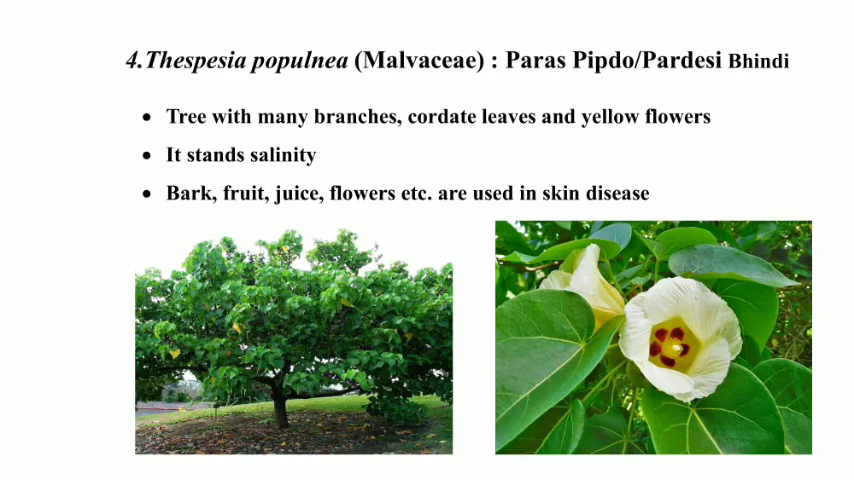 4.Thespesia populnea (Malvaceae) : Paras Pipdo/Pardesi Bhindi
• Tree with many branches, cordate leaves and yellow flowers
• It stands salinity
• Bark, fruit, juice, flowers etc. are used in skin disease